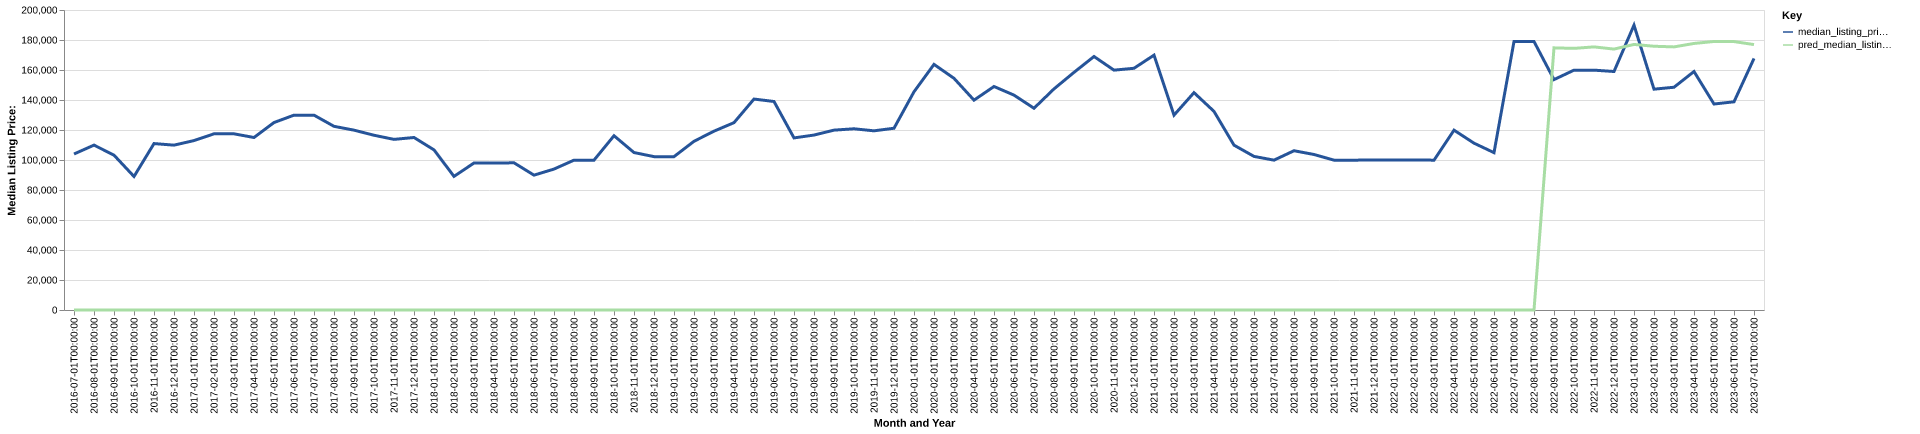 200,000
180,000
160,000
140,000
120,000
100,000
80,000
60,000
40,000
20,000
0
Median Listing Price:
2016-07-01T00:00:00
2016-08-01T00:00:00
2016-09-01T00:00:00
2016-10-01T00:00:00
2016-11-01T00:00:00
2016-12-01T00:00:00
2017-01-01T00:00:00
2017-02-01T00:00:00
2017-03-01T00:00:00
2017-04-01T00:00:00
2017-05-01T00:00:00
2017-06-01T00:00:00
2017-07-01T00:00:00
2017-08-01T00:00:00
2017-09-01T00:00:00
2017-10-01T00:00:00
2017-11-01T00:00:00
2017-12-01T00:00:00
2018-01-01T00:00:00
2018-02-01T00:00:00
2018-03-01T00:00:00
2018-04-01T00:00:00
2018-05-01T00:00:00
2018-06-01T00:00:00
2018-07-01T00:00:00
2018-08-01T00:00:00
2018-09-01T00:00:00
2018-10-01T00:00:00
2018-11-01T00:00:00
2018-12-01T00:00:00
2019-01-01T00:00:00
2019-02-01T00:00:00
2019-03-01T00:00:00
2019-04-01T00:00:00
2019-05-01T00:00:00
2019-06-01T00:00:00
2019-07-01T00:00:00
2019-08-01T00:00:00
2019-09-01T00:00:00
2019-10-01T00:00:00
2019-11-01T00:00:00
2019-12-01T00:00:00
2020-01-01T00:00:00
2020-02-01T00:00:00
2020-03-01T00:00:00
2020-04-01T00:00:00
2020-05-01T00:00:00
2020-06-01T00:00:00
2020-07-01T00:00:00
2020-08-01T00:00:00
2020-09-01T00:00:00
2020-10-01T00:00:00
2020-11-01T00:00:00
2020-12-01T00:00:00
2021-01-01T00:00:00
2021-02-01T00:00:00
2021-03-01T00:00:00
2021-04-01T00:00:00
2021-05-01T00:00:00
2021-06-01T00:00:00
2021-07-01T00:00:00
2021-08-01T00:00:00
2021-09-01T00:00:00
2021-10-01T00:00:00
2021-11-01T00:00:00
2021-12-01T00:00:00
2022-01-01T00:00:00
2022-02-01T00:00:00
2022-03-01T00:00:00
2022-04-01T00:00:00
2022-05-01T00:00:00
2022-06-01T00:00:00
2022-07-01T00:00:00
2022-08-01T00:00:00
2022-09-01T00:00:00
2022-10-01T00:00:00
2022-11-01T00:00:00
2022-12-01T00:00:00
2023-01-01T00:00:00
2023-02-01T00:00:00
2023-03-01T00:00:00
2023-04-01T00:00:00
2023-05-01T00:00:00
2023-06-01T00:00:00
2023-07-01T00:00:00
Month and Year
Key
median_listing_pri…
pred_median_listin…